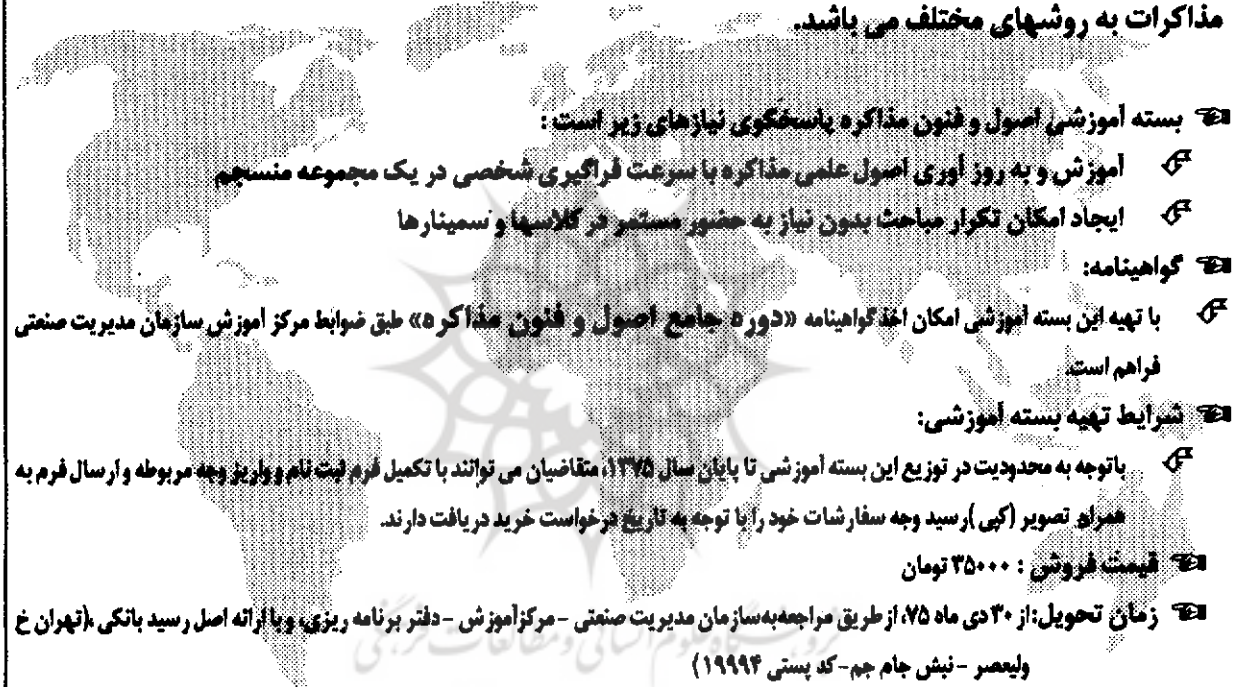 مذاکرات به روشهای مختلف می باشد.
بسته آموزشی اصول و فنون مذاکره پاسخگوی نیازهای زیر است :
آموزش و به روز آوری اصول علمی مذاکره با سرعت فراگیری شخصی در یک مجموعه منسجم
ایجاد امکان تکرار مباحث بدون نیاز به حضور مستمر در کلاسها و سمینارها
گواهینامه:
با تهیه این بسته آموزشی امکان اخذ گواهینامه «دوره جامع اصول و فنون مذاکره» طبق ضوابط مرکز آموزش سازمان مدیریت صنعتی
فراهم است.
شرایط تهیه بسته آموزشی:
باتوجه به محدودیت در توزیع این بسته آموزشی تا پایان سال ۱۳۷۵، متقاضیان می توانند با تکمیل فرم ثبت نام و واریز وجه مربوطه و ارسال فرم به
همراه تصویر (کپی )رسید وجه سفارشات خود را با توجه به تاریخ درخواست خرید دریافت دارند.
قیمت فروش : ۳۵۰۰۰ تومان
زمان تحویل:از ۳۰ دی ماه ۷۵، از طریق مراجعه‌به‌سازمان مدیریت صنعتی - مرکزآموزش - دفتر برنامه ریزی، و با ارائه اصل رسید بانکی .(تهران خ
ولیعصر - نبش جام جم- کد پستی ۱۹۹۹۴)
پژوهشگاه علوم انسانی و مطالعات فرهنگی